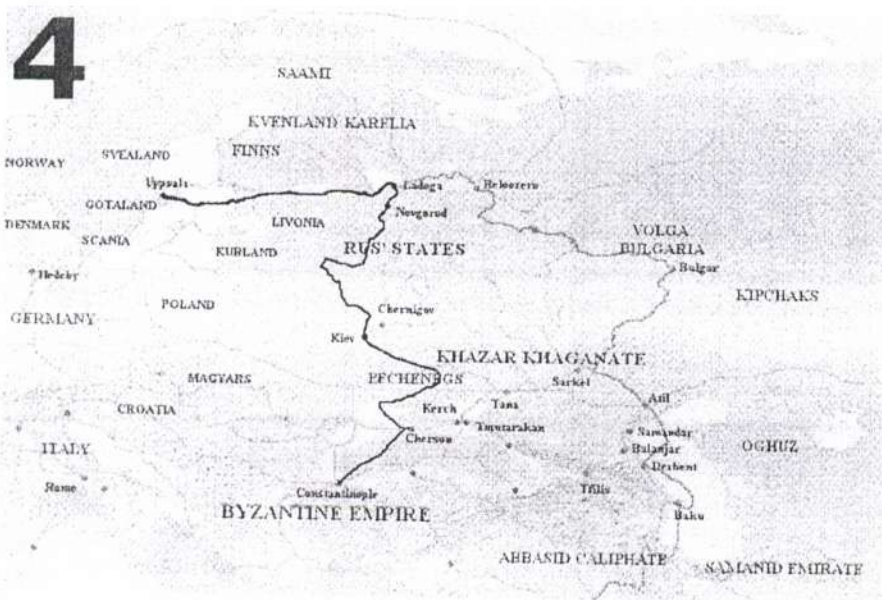 4
SAAMI
KVENLAND KARELIA
FINNS
NORWAY
SVEALAND
Uppsala
Ladoga
Beloozero
GOTALAND
Novgorod
DENMARK
LIVONIA
SCANIA
KURLAND
RUS' STATES
VOLGA
BULGARIA
Hedeby
Bulgar
POLAND
Chernigov
KIPCHAKS
GERMANY
Kiev
KHAZAR KHAGANATE
MAGYARS
PECHENEGS
Sarkel
CROATIA
Kerch
Tana
Atil
Tmutarakan
Samandar
ITALY
Cherson
Balanjar
OGHUZ
Derbent
Rome
Constantinople
Tiflis
BYZANTINE EMPIRE
Baku
ABBASID CALIPHATE
SAMANID EMIRATE